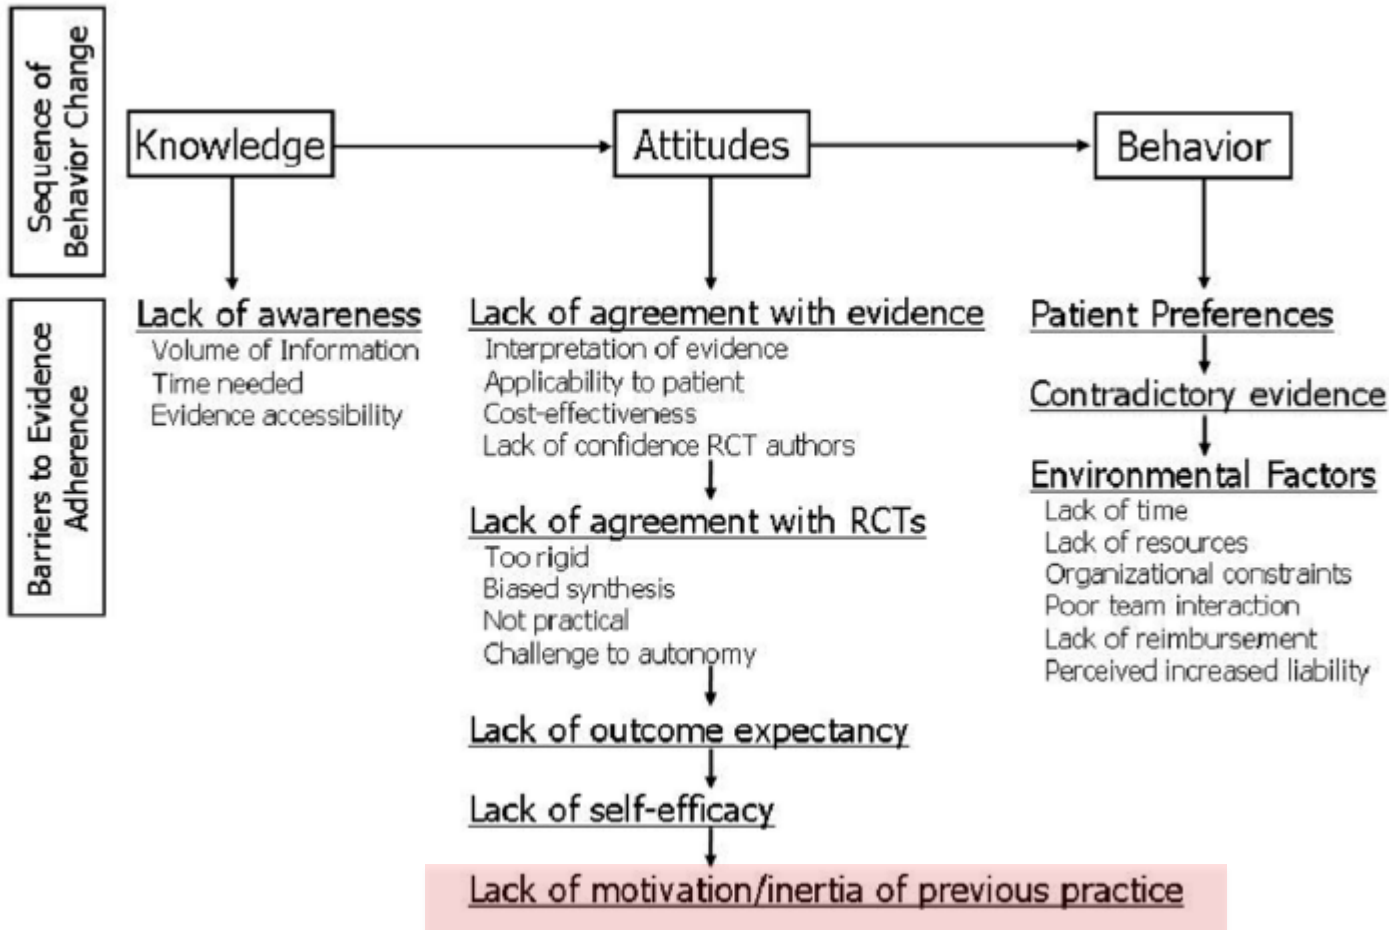 Sequence of
Behavior Change
Knowledge
Attitudes
Behavior
Barriers to Evidence
Adherence
Lack of awareness
Volume of Information
Time needed
Evidence accessibility
Lack of agreement with evidence
Interpretation of evidence
Applicability to patient
Cost-effectiveness
Lack of confidence RCT authors
Lack of agreement with RCTs
Too rigid
Biased synthesis
Not practical
Challenge to autonomy
Lack of outcome expectancy
Lack of self-efficacy
Lack of motivation/inertia of previous practice
Patient Preferences
Contradictory evidence
Environmental Factors
Lack of time
Lack of resources
Organizational constraints
Poor team interaction
Lack of reimbursement
Perceived increased liability